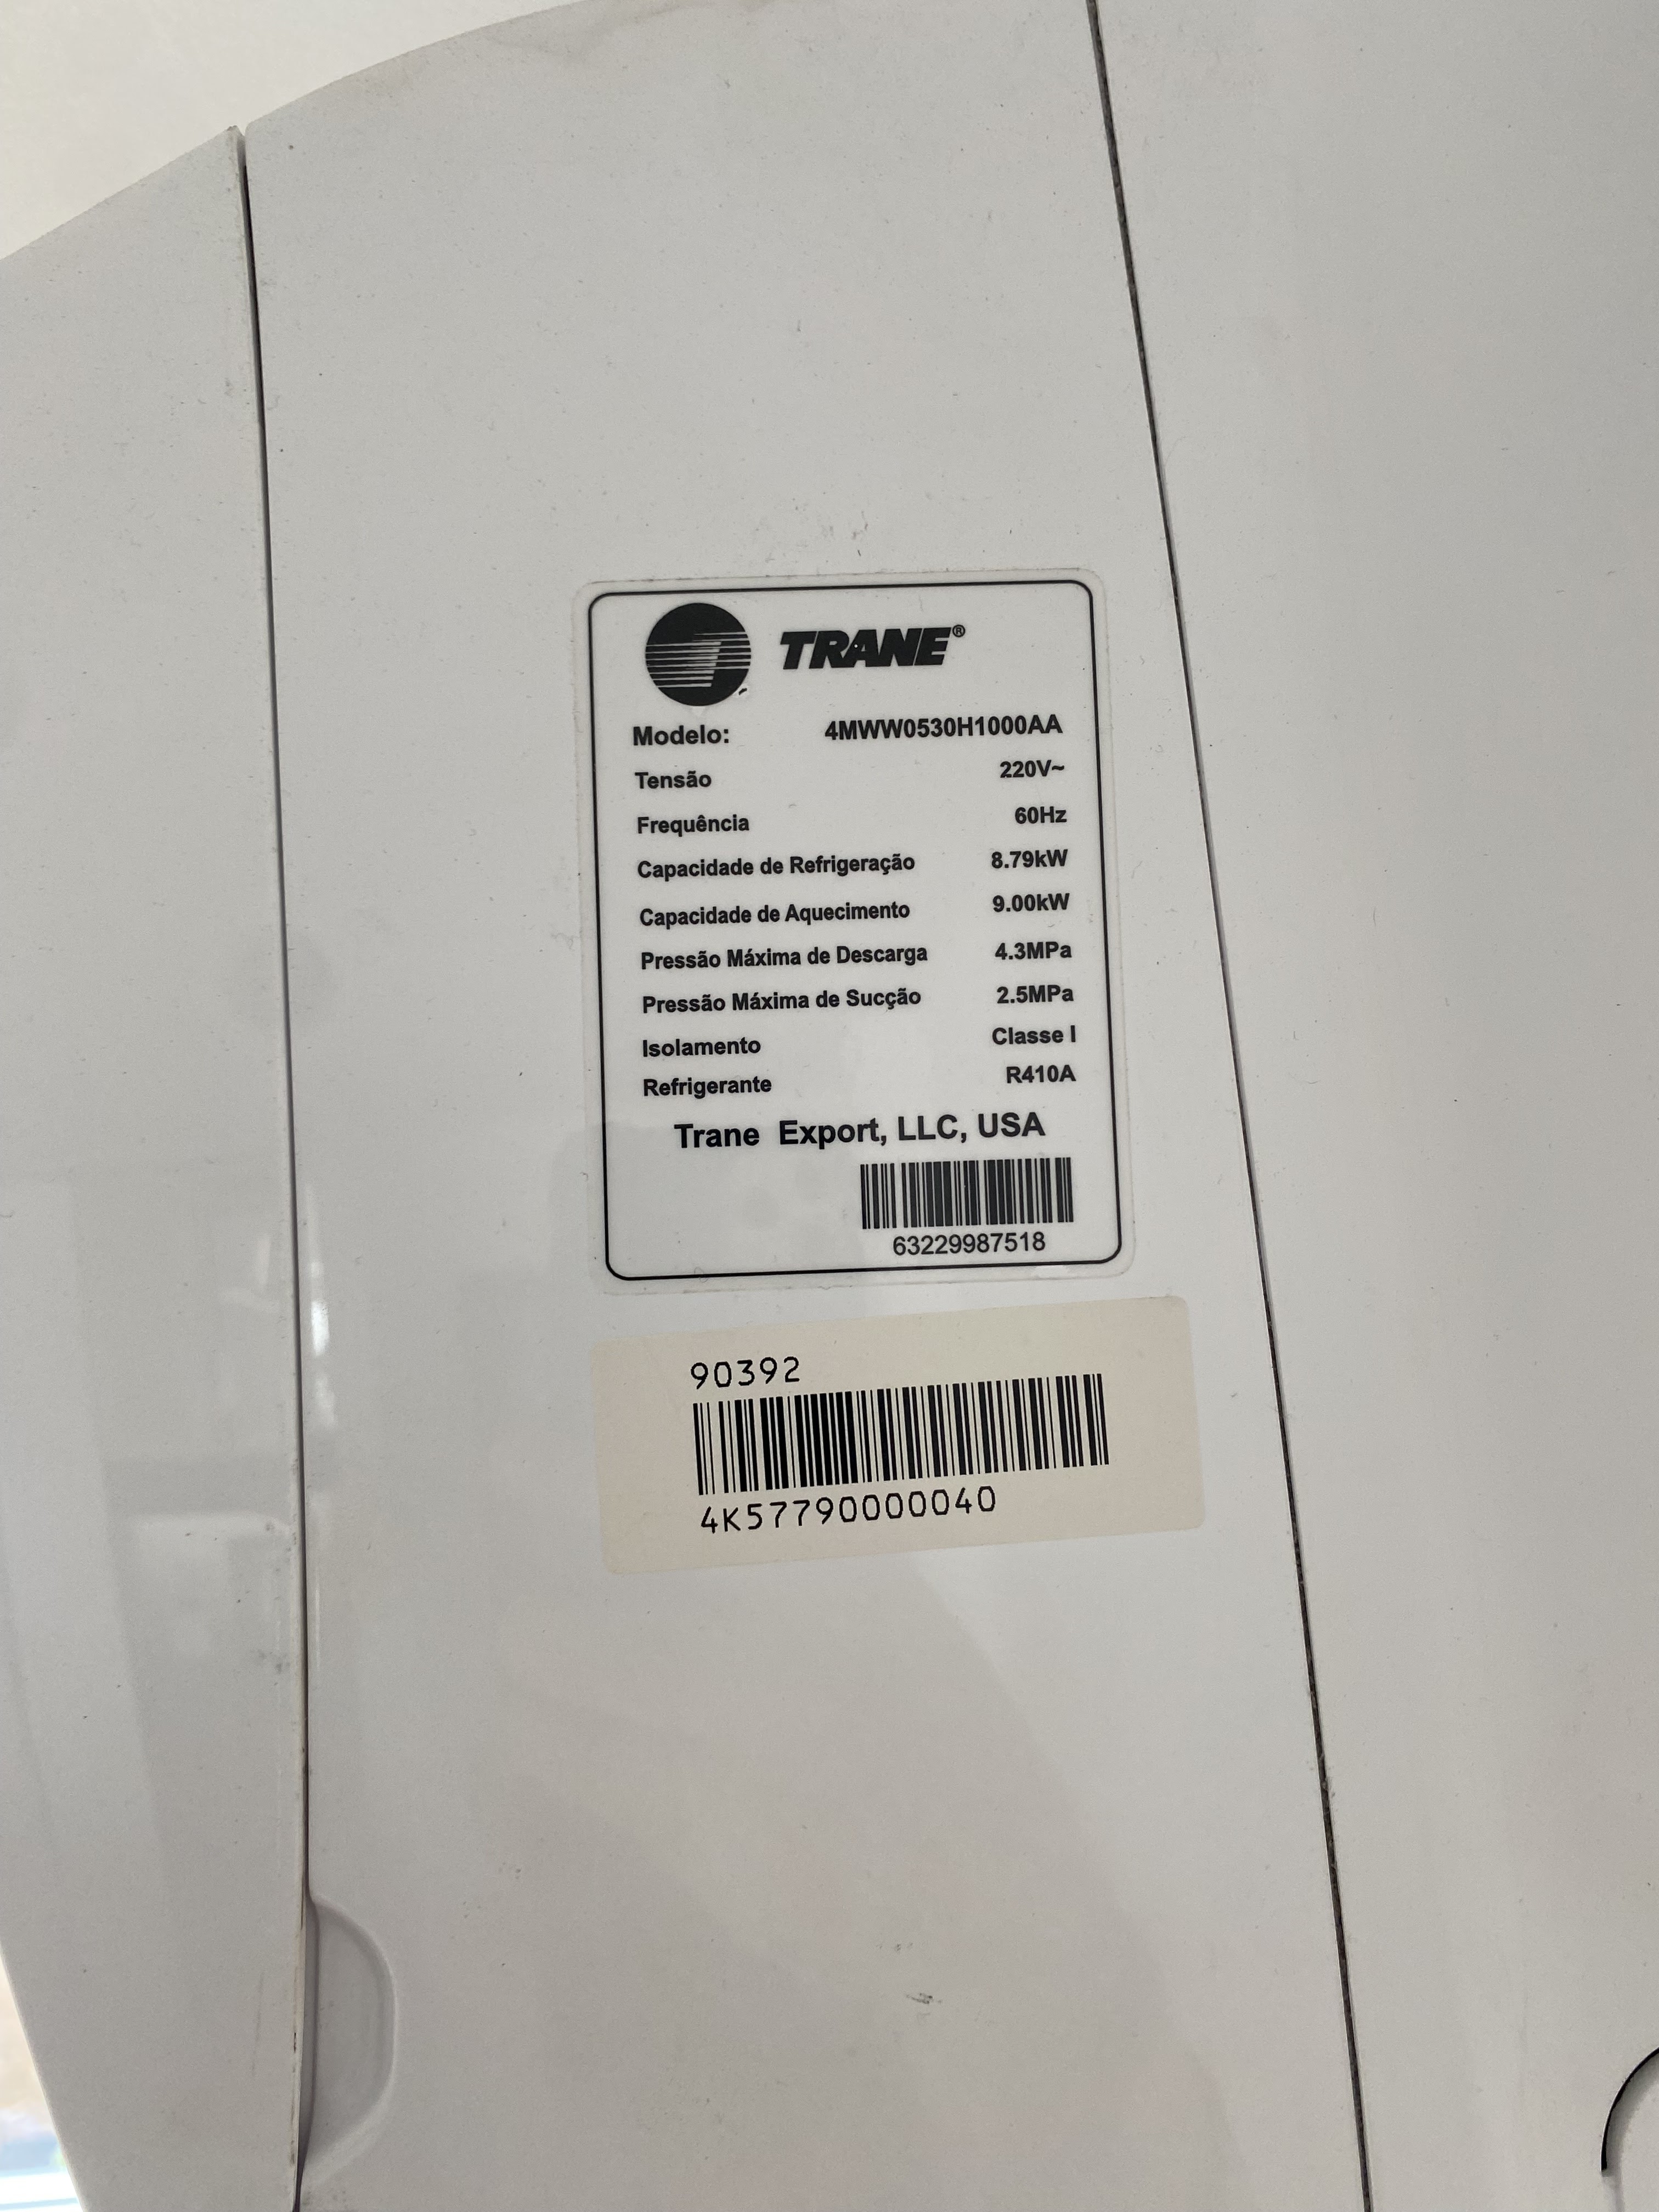 TRANE®
Modelo: 4MWW0530H1000AA
Tensão 220V~
Frequência 60Hz
Capacidade de Refrigeração 8.79kW
Capacidade de Aquecimento 9.00kW
Pressão Máxima de Descarga 4.3MPa
Pressão Máxima de Sucção 2.5MPa
Isolamento Classe I
Refrigerante R410A
Trane Export, LLC, USA
63229987518
90392
4K57790000040